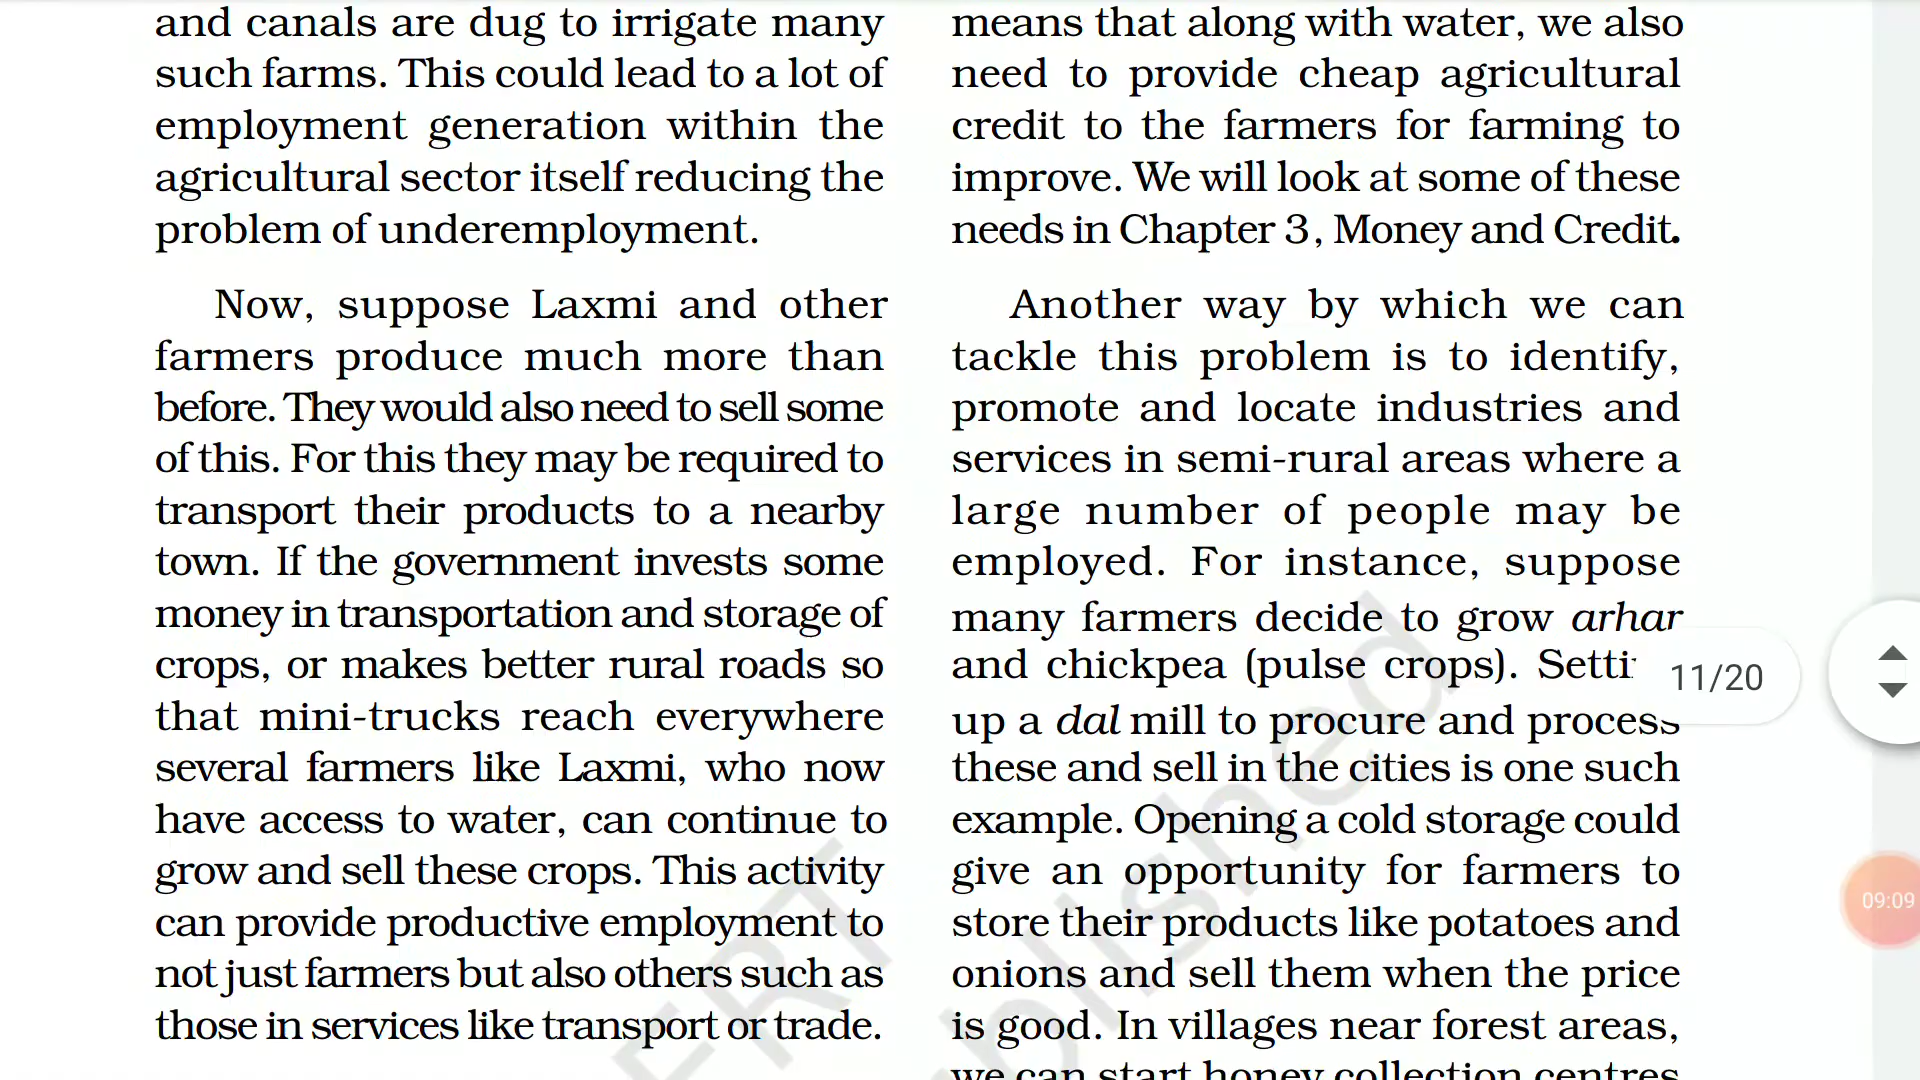 and canals are dug to irrigate many
such farms. This could lead to a lot of
employment generation within the
agricultural sector itself reducing the
problem of underemployment.
Now, suppose Laxmi and other
farmers produce much more than
before. They would also need to sell some
of this. For this they may be required to
transport their products to a nearby
town. If the government invests some
money in transportation and storage of
crops, or makes better rural roads so
that mini-trucks reach everywhere
several farmers like Laxmi, who now
have access to water, can continue to
grow and sell these crops. This activity
can provide productive employment to
not just farmers but also others such as
those in services like transport or trade.
means that along with water, we also
need to provide cheap agricultural
credit to the farmers for farming to
improve. We will look at some of these
needs in Chapter 3, Money and Credit.
Another way by which we can
tackle this problem is to identify,
promote and locate industries and
services in semi-rural areas where a
large number of people may be
employed. For instance, suppose
many farmers decide to grow arhar
and chickpea (pulse crops).
up a dal mill to procure and process
these and sell in the cities is one such
example. Opening a cold storage could
give an opportunity for farmers to
store their products like potatoes and
onions and sell them when the price
is good. In villages near forest areas,
we can start honey collection centres
11/20
09:09